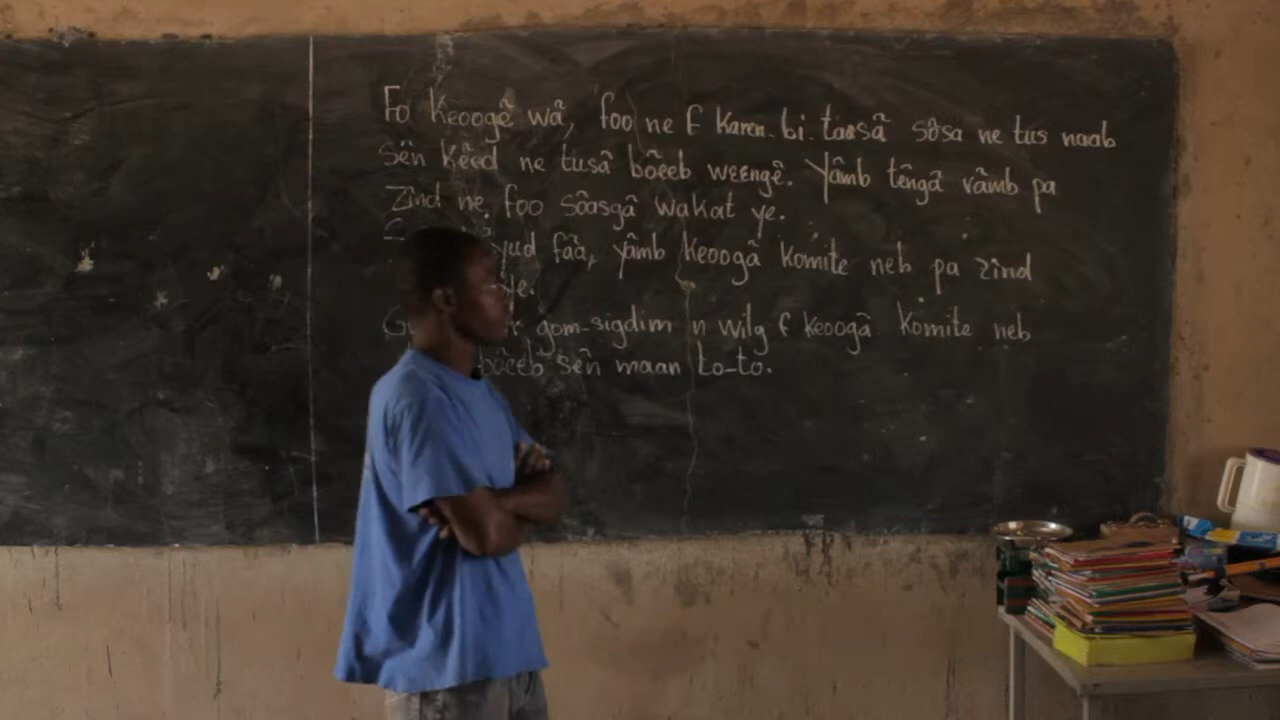 Fo Keoogẽ wã, foo ne f Karen-bi-taasã sõsa ne tus naab
sẽn kẽed ne tusã bõeeb wɛɛngẽ. Yãmb tẽngã rãmb pa
Zĩnd ne, foo sõasgã wakat ye.
yud fãa, yãmb Keoogã Komite neb pa zĩnd
ye.
gom-sigdim n wilg f keoogã Komite neb
bõeeb sẽn maan to-to.